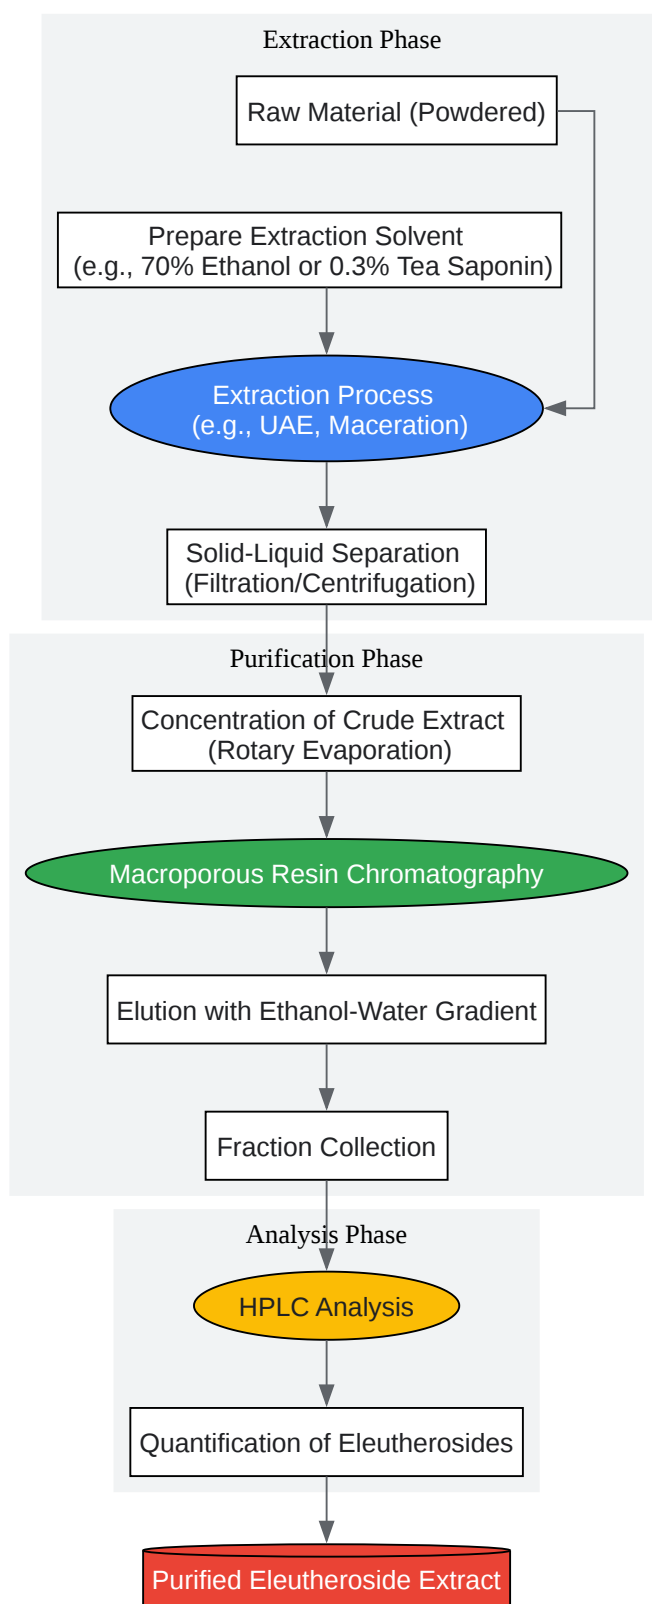 Extraction Phase
Raw Material (Powdered)
Prepare Extraction Solvent
(e.g., 70% Ethanol or 0.3% Tea Saponin)
Extraction Process
(e.g., UAE, Maceration)
Solid-Liquid Separation
(Filtration/Centrifugation)
Purification Phase
Concentration of Crude Extract
(Rotary Evaporation)
Macroporous Resin Chromatography
Elution with Ethanol-Water Gradient
Fraction Collection
Analysis Phase
HPLC Analysis
Quantification of Eleutherosides
Purified Eleutheroside Extract